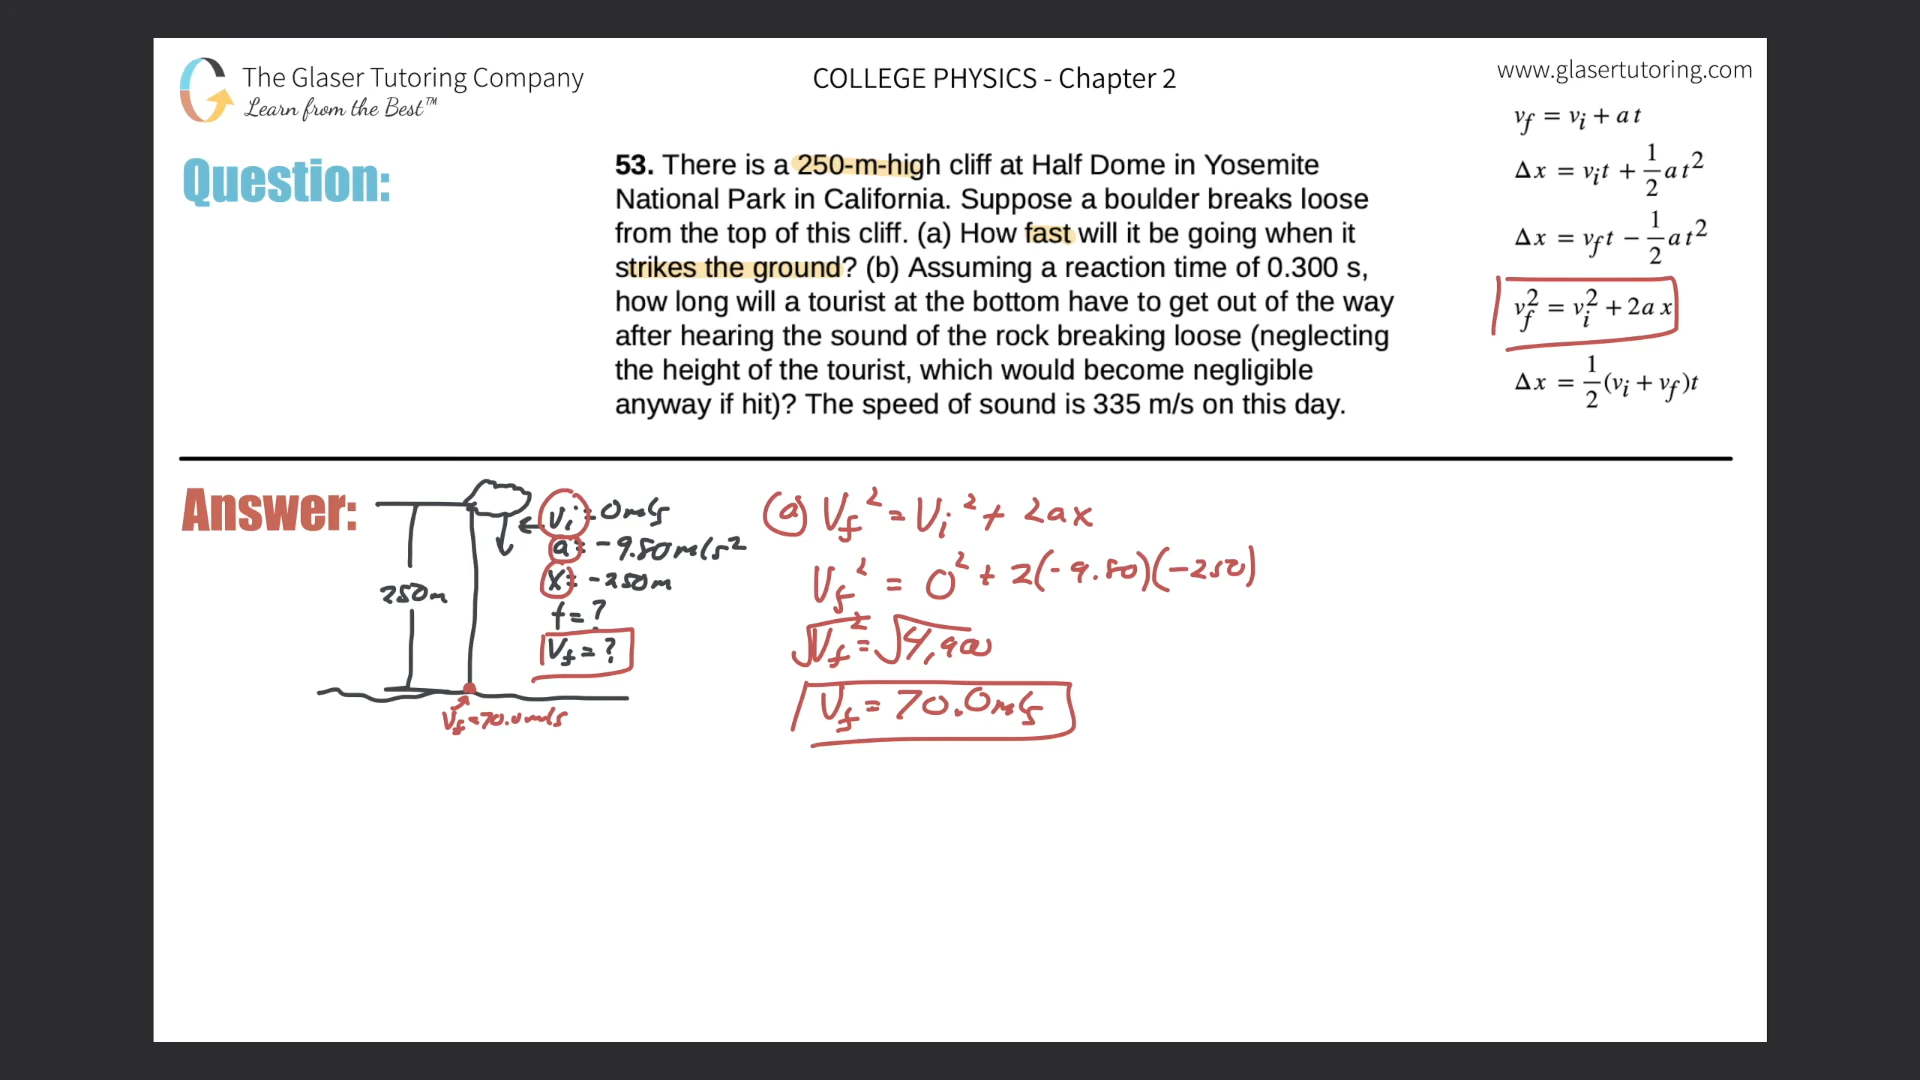 The Glaser Tutoring Company
Learn from the Best™
COLLEGE PHYSICS - Chapter 2
www.glasertutoring.com
v_f = v_i + a t
Δx = v_i t + 1/2 a t²
Δx = v_f t − 1/2 a t²
v_f² = v_i² + 2a x
Δx = 1/2 (v_i + v_f)t
Question:
53. There is a 250-m-high cliff at Half Dome in Yosemite
National Park in California. Suppose a boulder breaks loose
from the top of this cliff. (a) How fast will it be going when it
strikes the ground? (b) Assuming a reaction time of 0.300 s,
how long will a tourist at the bottom have to get out of the way
after hearing the sound of the rock breaking loose (neglecting
the height of the tourist, which would become negligible
anyway if hit)? The speed of sound is 335 m/s on this day.
Answer:
250m
V_i = 0m/s
a = -9.80m/s²
x = -250m
t = ?
V_f = ?
V_f = 70.0m/s
(a) V_f² = V_i² + 2ax
V_f² = 0² + 2(-9.80)(-250)
√V_f² = √4,900
V_f = 70.0m/s